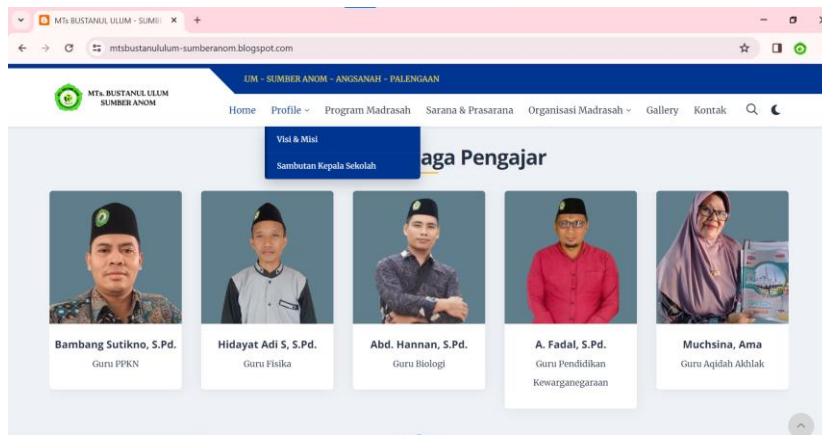 MTs BUSTANUL ULUM - SUMBE
mtsbustanululum-sumberanom.blogspot.com
UM - SUMBER ANOM - ANGSANAH - PALENGAAN
MTs. BUSTANUL ULUM
SUMBER ANOM
Home Profile Program Madrasah Sarana & Prasarana Organisasi Madrasah Gallery Kontak
Visi & Misi
Sambutan Kepala Sekolah
aga Pengajar
Bambang Sutikno, S.Pd.
Guru PPKN
Hidayat Adi S, S.Pd.
Guru Fisika
Abd. Hannan, S.Pd.
Guru Biologi
A. Fadal, S.Pd.
Guru Pendidikan
Kewarganegaraan
Muchsina, Ama
Guru Aqidah Akhlak